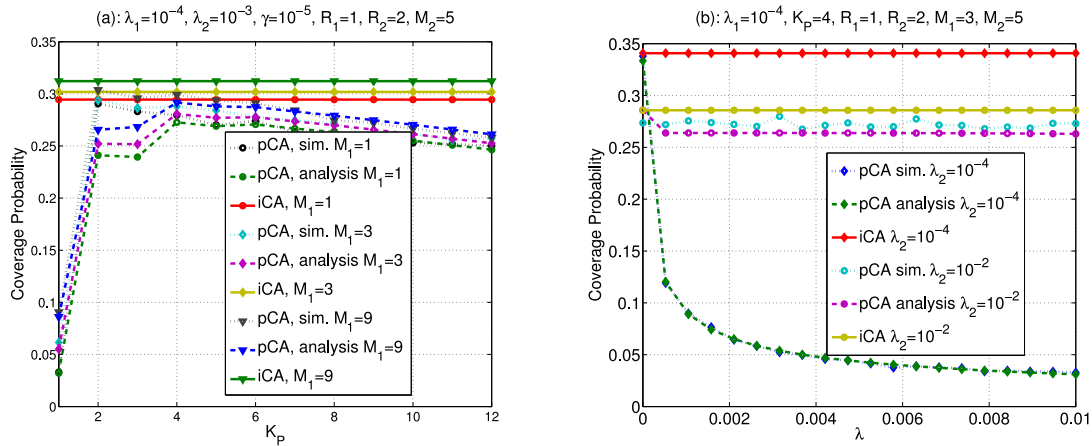 (a): λ₁=10⁻⁴, λ₂=10⁻³, γ=10⁻⁵, R₁=1, R₂=2, M₂=5
0.35
0.3
0.25
0.2
0.15
0.1
0.05
0
2
4
6
8
10
12
Coverage Probability
K_P
pCA, sim. M₁=1
pCA, analysis M₁=1
iCA, M₁=1
pCA, sim. M₁=3
pCA, analysis M₁=3
iCA, M₁=3
pCA, sim. M₁=9
pCA, analysis M₁=9
iCA, M₁=9
(b): λ₁=10⁻⁴, K_P=4, R₁=1, R₂=2, M₁=3, M₂=5
0.35
0.3
0.25
0.2
0.15
0.1
0.05
0
0
0.002
0.004
0.006
0.008
0.01
Coverage Probability
λ
pCA sim. λ₂=10⁻⁴
pCA analysis λ₂=10⁻⁴
iCA λ₂=10⁻⁴
pCA sim. λ₂=10⁻²
pCA analysis λ₂=10⁻²
iCA λ₂=10⁻²